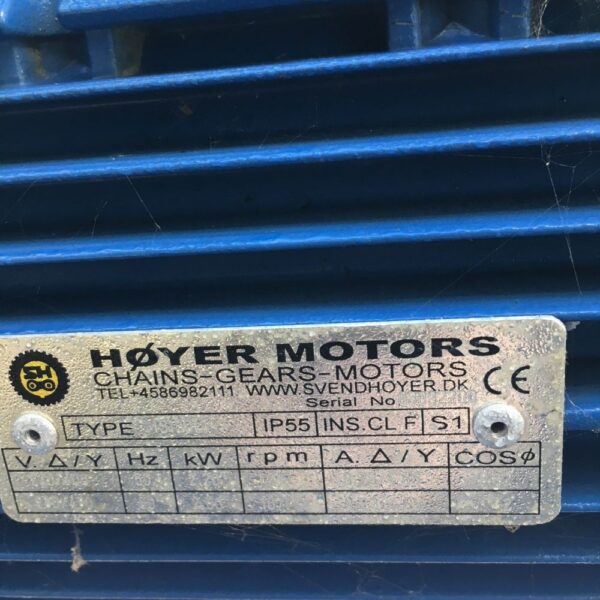 SH
HØYER MOTORS
CHAINS-GEARS-MOTORS
TEL+4586982111 WWW.SVENDHOYER.DK
CE
Serial No
TYPE IP55 INS.CL F S1
V. Δ/Y Hz kW rpm A. Δ/Y COSφ